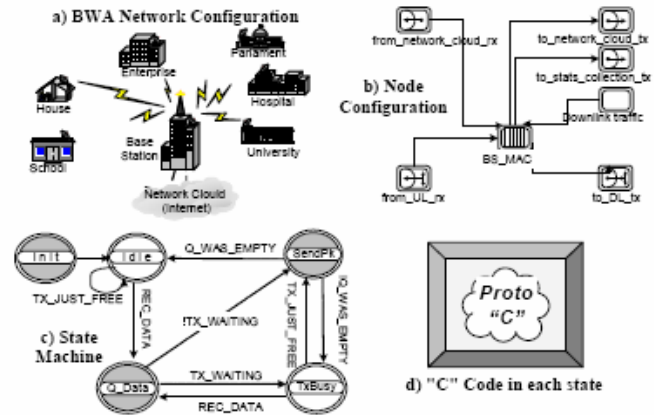 a) BWA Network Configuration
Enterprise
Parliament
House
Hospital
Base
Station
University
School
Network Cloud
(Internet)
from_network_cloud_rx
to_network_cloud_tx
to_stats_collection_tx
b) Node
Configuration
Downlink traffic
BS_MAC
from_UL_rx
to_DL_tx
Init
Idle
Q_WAS_EMPTY
SendPk
TX_JUST_FREE
REC_DATA
!TX_WAITING
TX_JUST_FREE
!Q_WAS_EMPTY
c) State
Machine
Q_Data
TX_WAITING
REC_DATA
TxBusy
Proto
"C"
d) "C" Code in each state